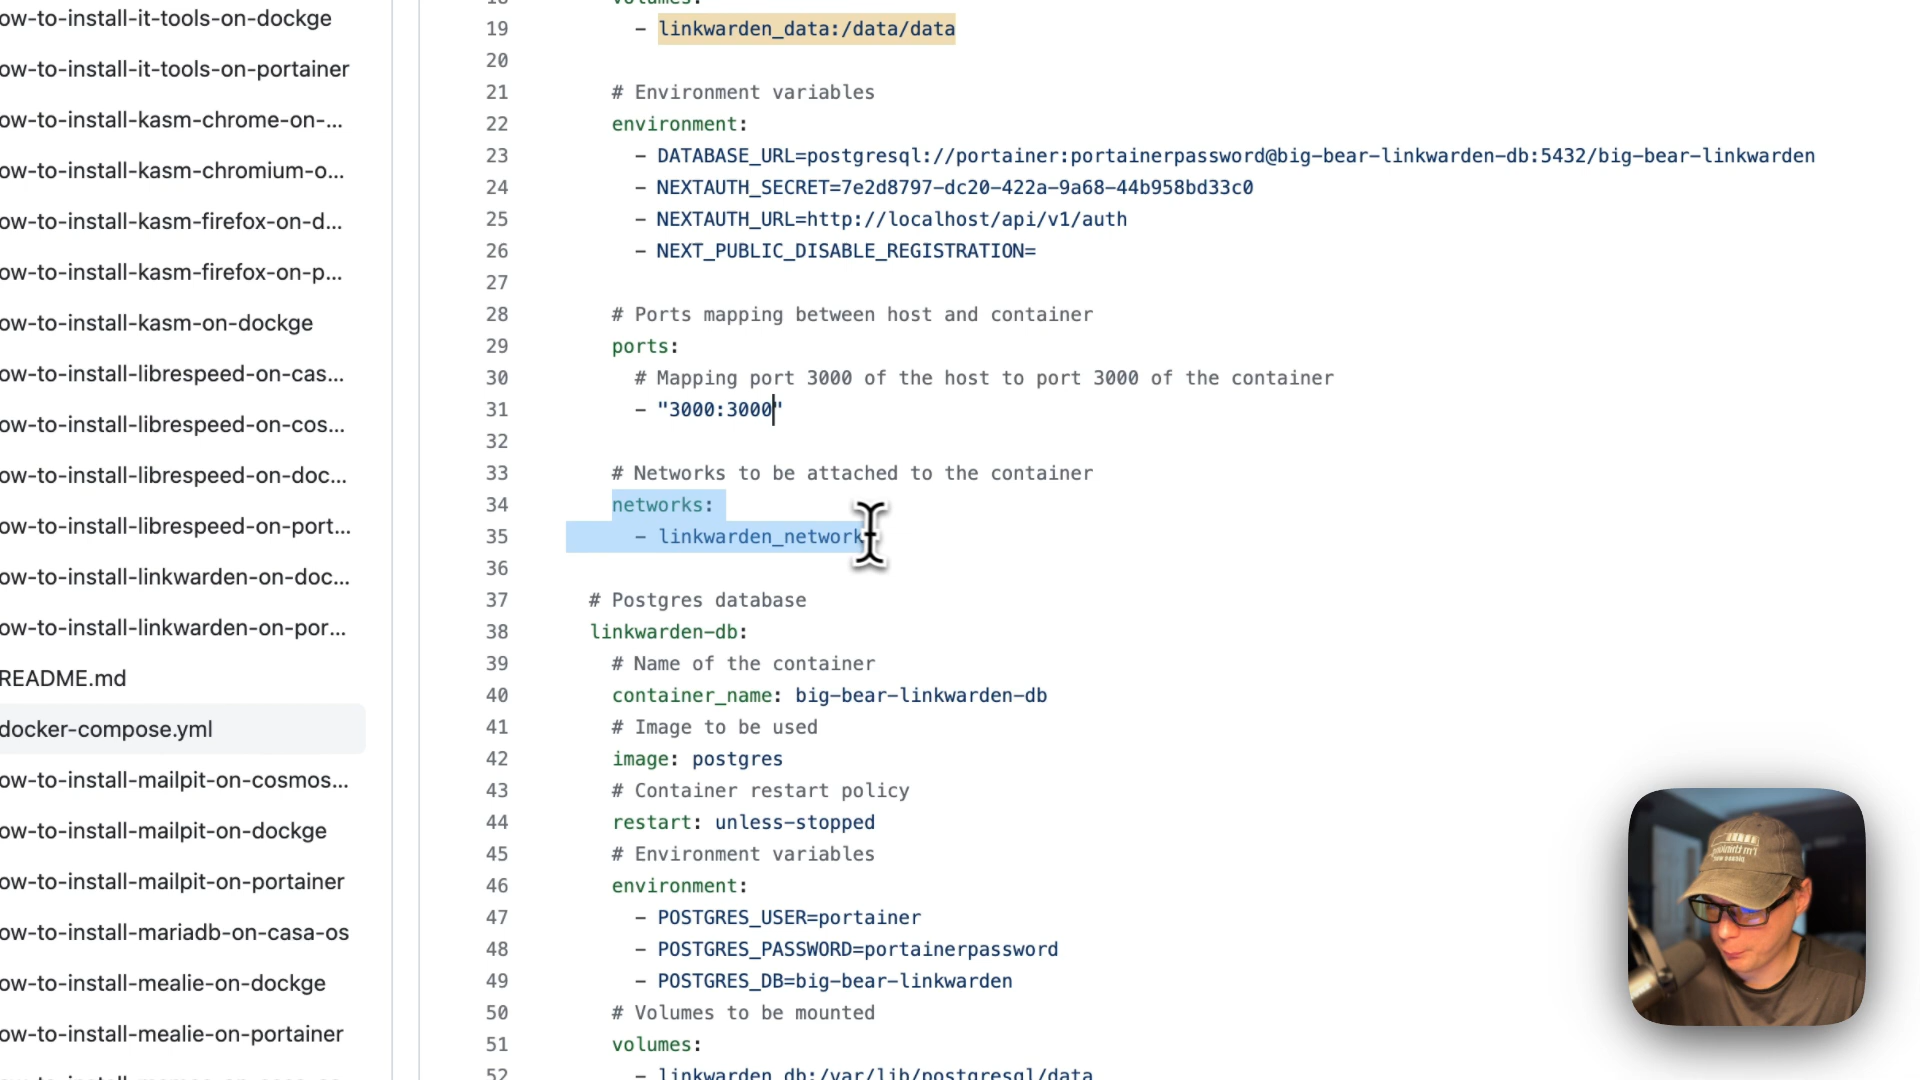 ow-to-install-it-tools-on-dockge
ow-to-install-it-tools-on-portainer
ow-to-install-kasm-chrome-on-...
ow-to-install-kasm-chromium-o...
ow-to-install-kasm-firefox-on-d...
ow-to-install-kasm-firefox-on-p...
ow-to-install-kasm-on-dockge
ow-to-install-librespeed-on-cas...
ow-to-install-librespeed-on-cos...
ow-to-install-librespeed-on-doc...
ow-to-install-librespeed-on-port...
ow-to-install-linkwarden-on-doc...
ow-to-install-linkwarden-on-por...
README.md
docker-compose.yml
ow-to-install-mailpit-on-cosmos...
ow-to-install-mailpit-on-dockge
ow-to-install-mailpit-on-portainer
ow-to-install-mariadb-on-casa-os
ow-to-install-mealie-on-dockge
ow-to-install-mealie-on-portainer
18 volumes:
19 - linkwarden_data:/data/data
20
21 # Environment variables
22 environment:
23 - DATABASE_URL=postgresql://portainer:portainerpassword@big-bear-linkwarden-db:5432/big-bear-linkwarden
24 - NEXTAUTH_SECRET=7e2d8797-dc20-422a-9a68-44b958bd33c0
25 - NEXTAUTH_URL=http://localhost/api/v1/auth
26 - NEXT_PUBLIC_DISABLE_REGISTRATION=
27
28 # Ports mapping between host and container
29 ports:
30 # Mapping port 3000 of the host to port 3000 of the container
31 - "3000:3000"
32
33 # Networks to be attached to the container
34 networks:
35 - linkwarden_network
36
37 # Postgres database
38 linkwarden-db:
39 # Name of the container
40 container_name: big-bear-linkwarden-db
41 # Image to be used
42 image: postgres
43 # Container restart policy
44 restart: unless-stopped
45 # Environment variables
46 environment:
47 - POSTGRES_USER=portainer
48 - POSTGRES_PASSWORD=portainerpassword
49 - POSTGRES_DB=big-bear-linkwarden
50 # Volumes to be mounted
51 volumes:
52 - linkwarden_db:/var/lib/postgresql/data